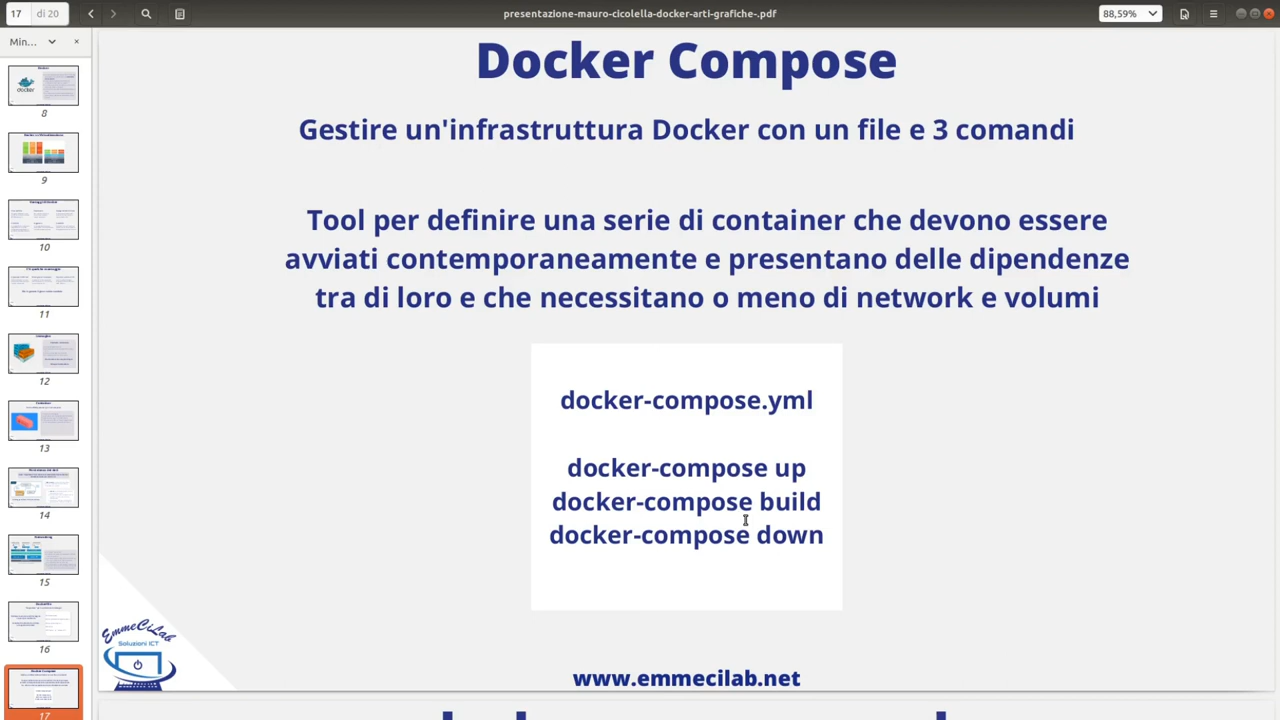 17 di 20
presentazione-mauro-cicolella-docker-arti-grafiche-.pdf
88,59%
Min...
8
9
10
11
12
13
14
15
16
17
Docker Compose
Gestire un'infrastruttura Docker con un file e 3 comandi
Tool per definire una serie di container che devono essere
avviati contemporaneamente e presentano delle dipendenze
tra di loro e che necessitano o meno di network e volumi
docker-compose.yml
docker-compose up
docker-compose build
docker-compose down
EmmeCiLab
Soluzioni ICT
www.emmecilab.net